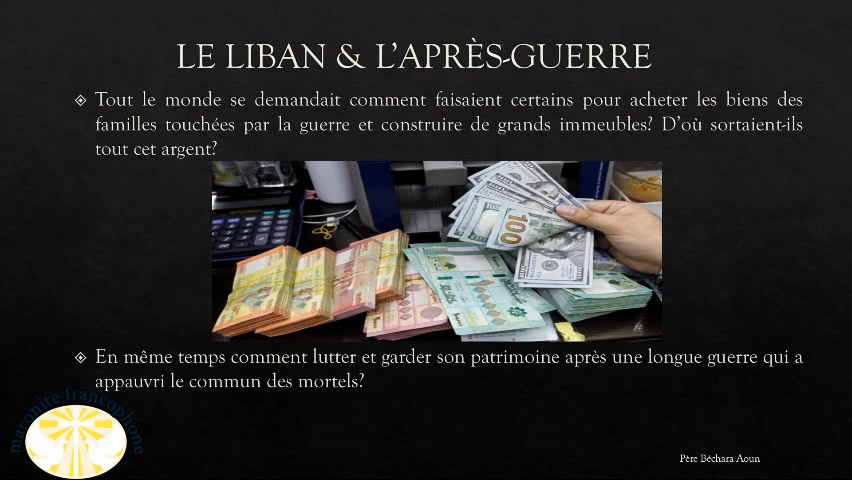 LE LIBAN & L'APRÈS-GUERRE
Tout le monde se demandait comment faisaient certains pour acheter les biens des
familles touchées par la guerre et construire de grands immeubles? D'où sortaient-ils
tout cet argent?
100
En même temps comment lutter et garder son patrimoine après une longue guerre qui a
appauvri le commun des mortels?
maronite francophone
Père Béchara Aoun